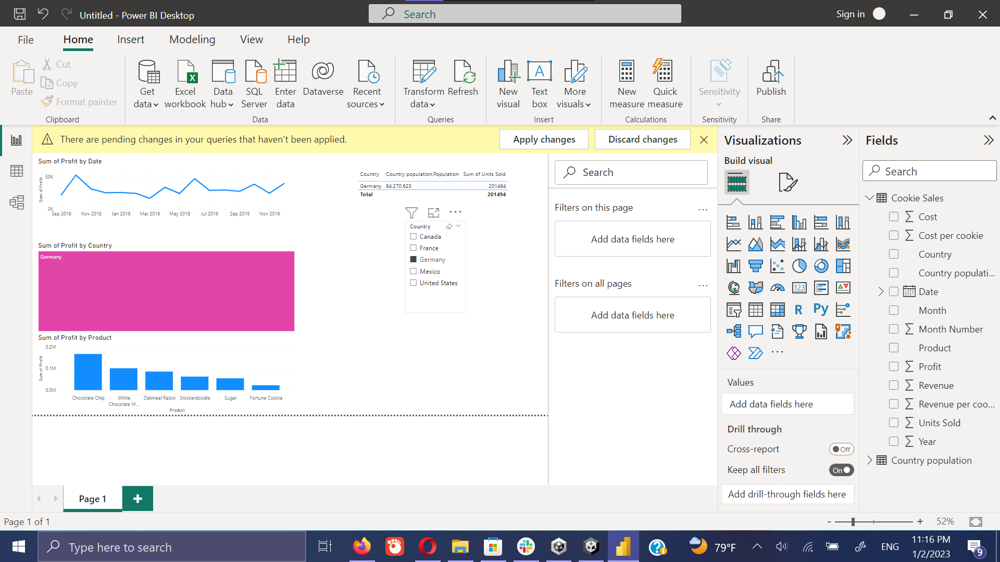 Untitled - Power BI Desktop
Search
Sign in
File Home Insert Modeling View Help
Paste
Cut
Copy
Format painter
Clipboard
Get data
Excel workbook
Data hub
SQL Server
Enter data
Dataverse
Recent sources
Data
Transform data
Refresh
Queries
New visual
Text box
A
More visuals
Insert
New measure
Quick measure
Calculations
Sensitivity
Sensitivity
Publish
Share
There are pending changes in your queries that haven't been applied.
Apply changes
Discard changes
Sum of Profit by Date
Sum of Profit
50K
0K
Sep 2018 Nov 2018 Jan 2019 Mar 2019 May 2019 Jul 2019 Sep 2019 Nov 2019
Country Country population.Population Sum of Units Sold
Germany 84,270,625 201494
Total 201494
Country
Canada
France
Germany
Mexico
United States
Sum of Profit by Country
Germany
Sum of Profit by Product
Sum of Profit
0.2M
0.1M
0.0M
Chocolate Chip
White Chocolate M...
Oatmeal Raisin
Snickerdoodle
Sugar
Fortune Cookie
Product
Search
Filters on this page
...
Add data fields here
Filters on all pages
...
Add data fields here
Visualizations
Build visual
123
R
Py
...
Values
Add data fields here
Drill through
Cross-report
Off
Keep all filters
On
Add drill-through fields here
Fields
Search
Cookie Sales
Σ Cost
Σ Cost per cookie
Country
Country populati...
Date
Month
Σ Month Number
Product
Σ Profit
Σ Revenue
Σ Revenue per coo...
Σ Units Sold
Σ Year
Country population
Page 1
+
Page 1 of 1
- + 52%
Type here to search
79°F
ENG
11:16 PM
1/2/2023
9